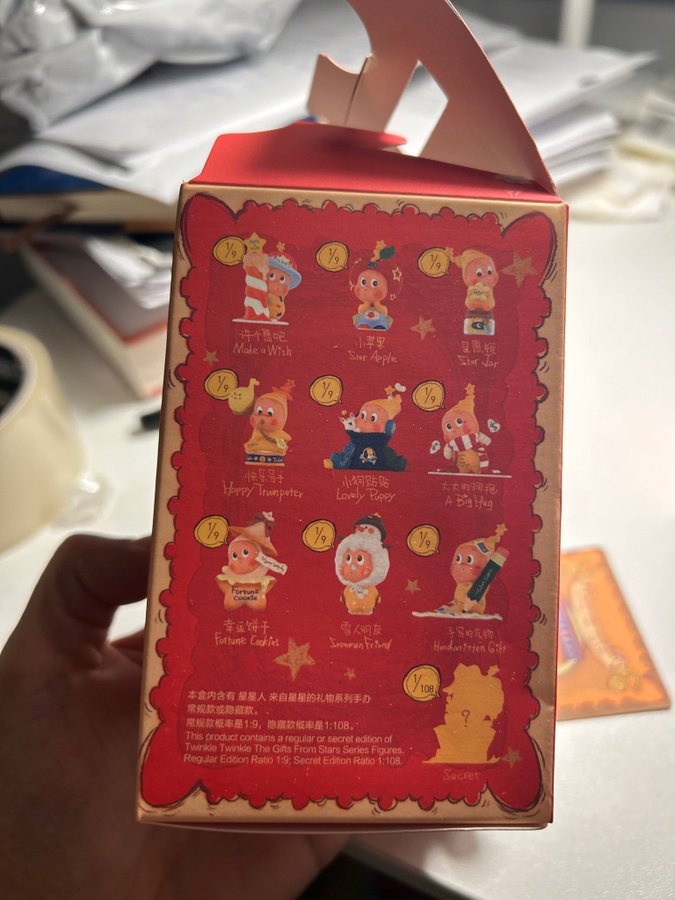 1/9
许个愿吧
Make a Wish
1/9
小苹果
Star Apple
1/9
星愿瓶
Star Jar
1/9
快乐号手
Happy Trumpeter
1/9
小狗贴贴
Lovely Puppy
1/9
大大的拥抱
A Big Hug
1/9
Fortune
Cookie
幸运饼干
Fortune Cookies
1/9
雪人朋友
Snowman Friend
1/9
手写的礼物
Handwritten Gift
本盒内含有 星星人 来自星星的礼物系列手办
常规款或隐藏款。
常规款概率是1:9，隐藏款概率是1:108。
This product contains a regular or secret edition of
Twinkle Twinkle The Gifts From Stars Series Figures.
Regular Edition Ratio 1:9; Secret Edition Ratio 1:108.
1/108
?
Secret